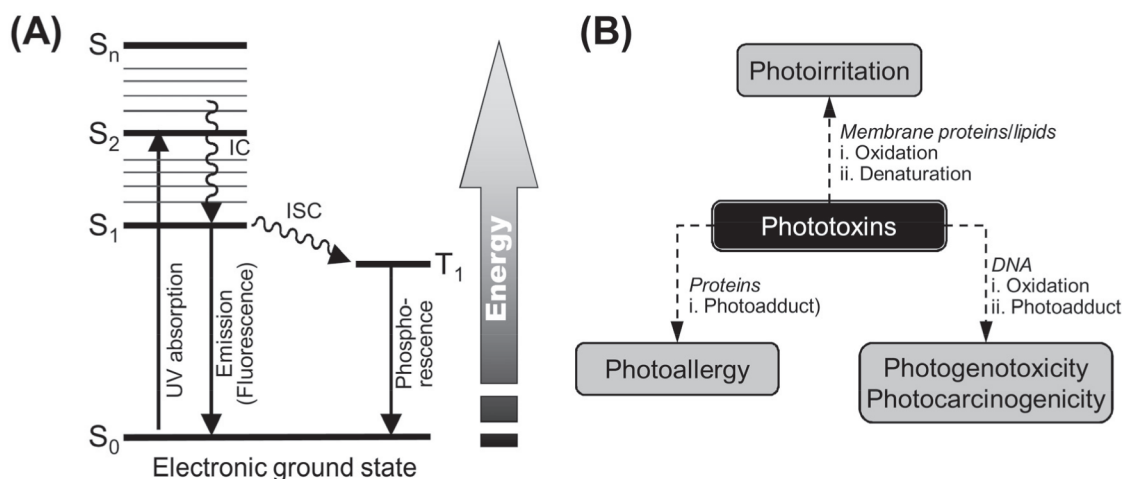 (A)
Sn
S2
IC
S1
ISC
T1
UV absorption
Emission
(Fluorescence)
Phospho-
rescence
S0
Electronic ground state
Energy
(B)
Photoirritation
Membrane proteins/lipids
i. Oxidation
ii. Denaturation
Phototoxins
Proteins
i. Photoadduct)
DNA
i. Oxidation
ii. Photoadduct
Photoallergy
Photogenotoxicity
Photocarcinogenicity